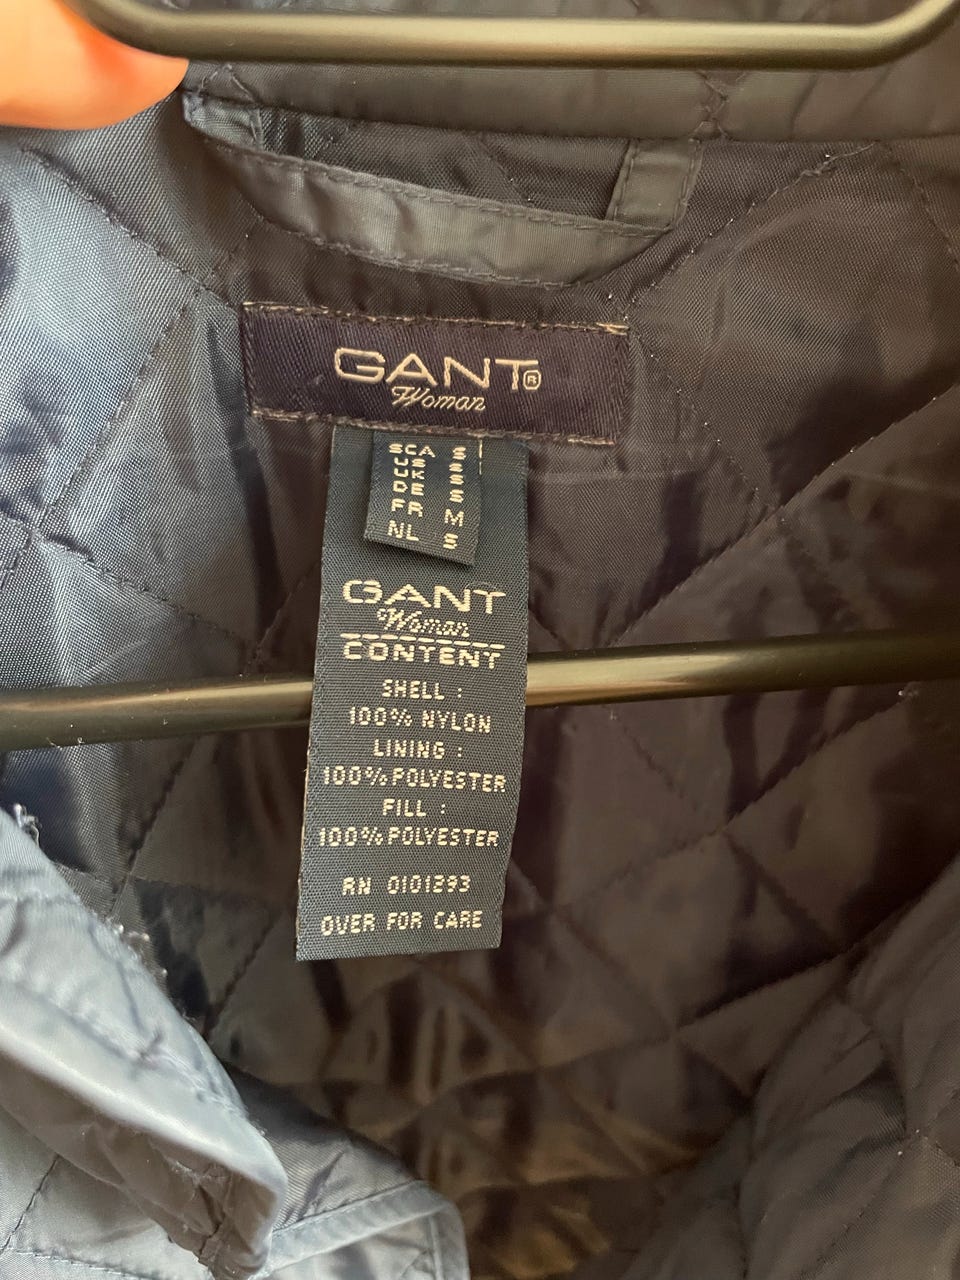 GANT®
Woman
SCA S
US S
UK S
DE S
FR M
NL S
GANT
Woman
CONTENT
SHELL :
100% NYLON
LINING :
100% POLYESTER
FILL :
100% POLYESTER
RN 0101293
OVER FOR CARE